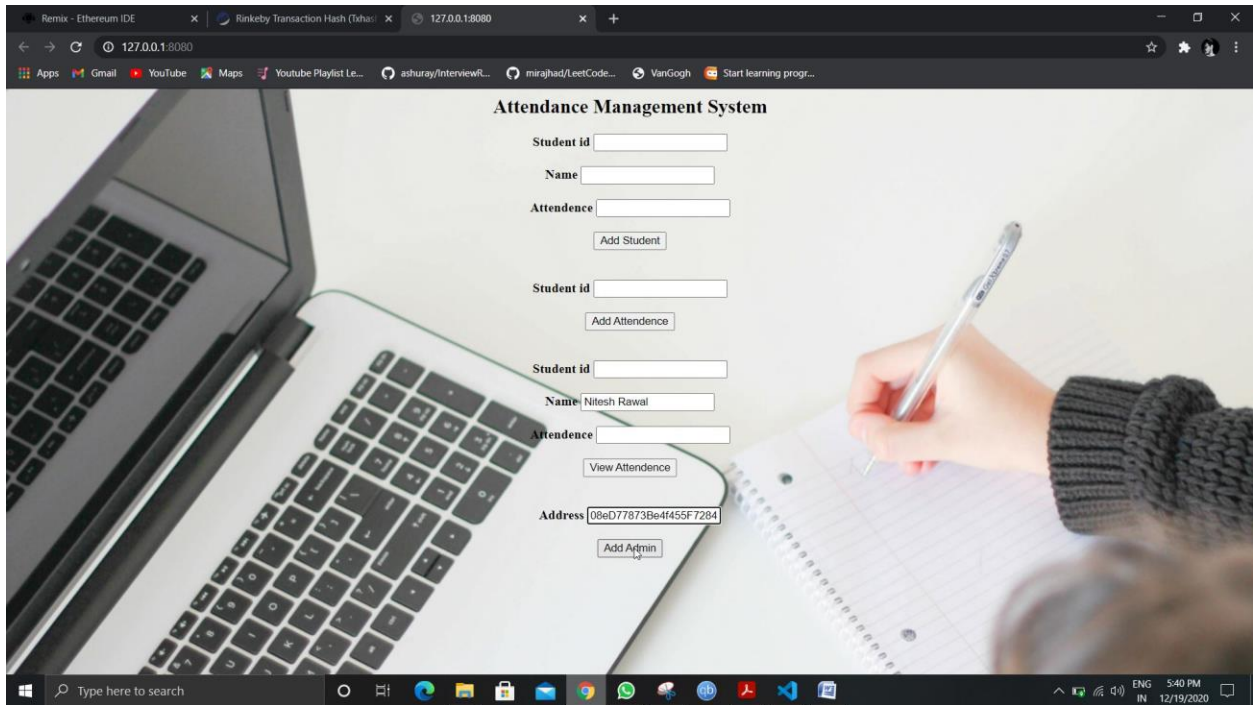 Remix - Ethereum IDE
Rinkeby Transaction Hash (Txhas
127.0.0.1:8080
127.0.0.1:8080
Apps Gmail YouTube Maps Youtube Playlist Le... ashuray/InterviewR... mirajhad/LeetCode... VanGogh Start learning progr...
Attendance Management System
Student id
Name
Attendence
Add Student
Student id
Add Attendence
Student id
Name Nitesh Rawal
Attendence
View Attendence
Address 08eD77873Be4f455F7284
Add Admin
Type here to search
ENG 5:40 PM
IN 12/19/2020